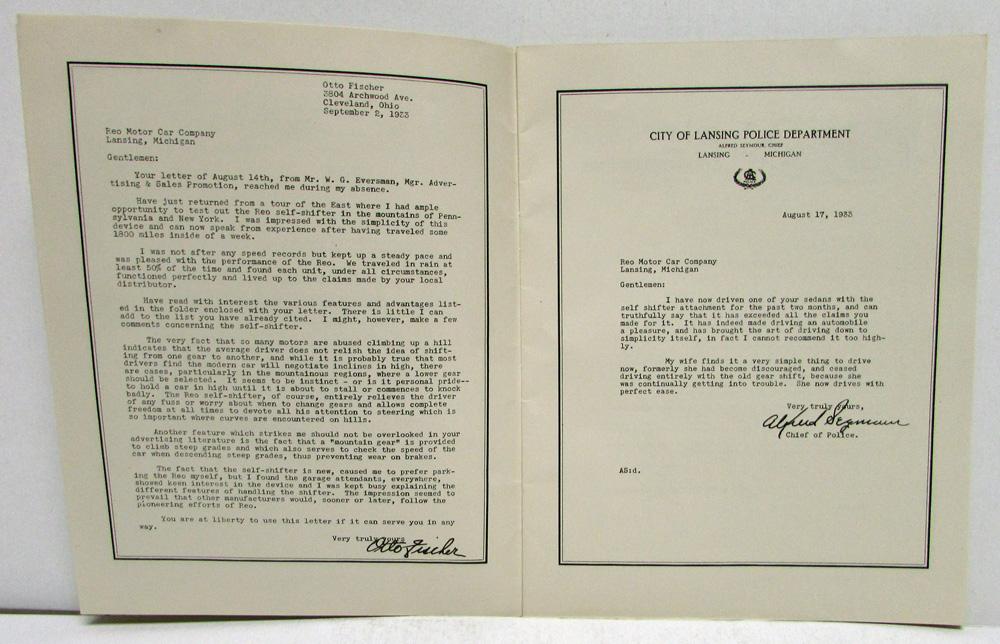 Otto Fischer
3804 Archwood Ave.
Cleveland, Ohio
September 2, 1933
Reo Motor Car Company
Lansing, Michigan
Gentlemen:
Your letter of August 14th, from Mr. W. G. Eversman, Mgr. Adver-
tising & Sales Promotion, reached me during my absence.
Have just returned from a tour of the East where I had ample
opportunity to test out the Reo self-shifter in the mountains of Penn-
sylvania and New York. I was impressed with the simplicity of this
device and can now speak from experience after having traveled some
1800 miles inside of a week.
I was not after any speed records but kept up a steady pace and
was pleased with the performance of the Reo. We traveled in rain at
least 50% of the time and found each unit, under all circumstances,
functioned perfectly and lived up to the claims made by your local
distributor.
Have read with interest the various features and advantages list-
ed in the folder enclosed with your letter. There is little I can
add to the list you have already cited. I might, however, make a few
comments concerning the self-shifter.
The very fact that so many motors are abused climbing up a hill
indicates that the average driver does not relish the idea of shift-
ing from one gear to another, and while it is probably true that most
drivers find the modern car will negotiate inclines in high, there
are cases, particularly in the mountainous regions, where a lower gear
should be selected. It seems to be instinct - or is it personal pride--
to hold a car in high until it is about to stall or commences to knock
badly. The Reo self-shifter, of course, entirely relieves the driver
of any fuss or worry about when to change gears and allows complete
freedom at all times to devote all his attention to steering which is
so important where curves are encountered on hills.
Another feature which strikes me should not be overlooked in your
advertising literature is the fact that a "mountain gear" is provided
to climb steep grades and which also serves to check the speed of the
car when descending steep grades, thus preventing wear on brakes.
The fact that the self-shifter is new, caused me to prefer park-
ing the Reo myself, but I found the garage attendants, everywhere,
showed keen interest in the device and I was kept busy explaining the
different features of handling the shifter. The impression seemed to
prevail that other manufacturers would, sooner or later, follow the
pioneering efforts of Reo.
You are at liberty to use this letter if it can serve you in any
way.
Very truly yours
Otto Fischer
CITY OF LANSING POLICE DEPARTMENT
ALFRED SEYMOUR, CHIEF
LANSING - MICHIGAN
August 17, 1933
Reo Motor Car Company
Lansing, Michigan
Gentlemen:
I have now driven one of your sedans with the
self shifter attachment for the past two months, and can
truthfully say that it has exceeded all the claims you
made for it. It has indeed made driving an automobile
a pleasure, and has brought the art of driving down to
simplicity itself, in fact I cannot recommend it too high-
ly.
My wife finds it a very simple thing to drive
now, formerly she had become discouraged, and ceased
driving entirely with the old gear shift, because she
was continually getting into trouble. She now drives with
perfect ease.
Very truly yours,
Alfred Seymour
Chief of Police.
AS:d.